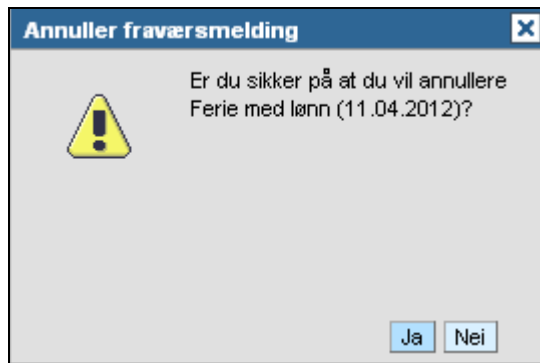 Annuller fraværsmelding
Er du sikker på at du vil annullere
Ferie med lønn (11.04.2012)?
Ja Nei